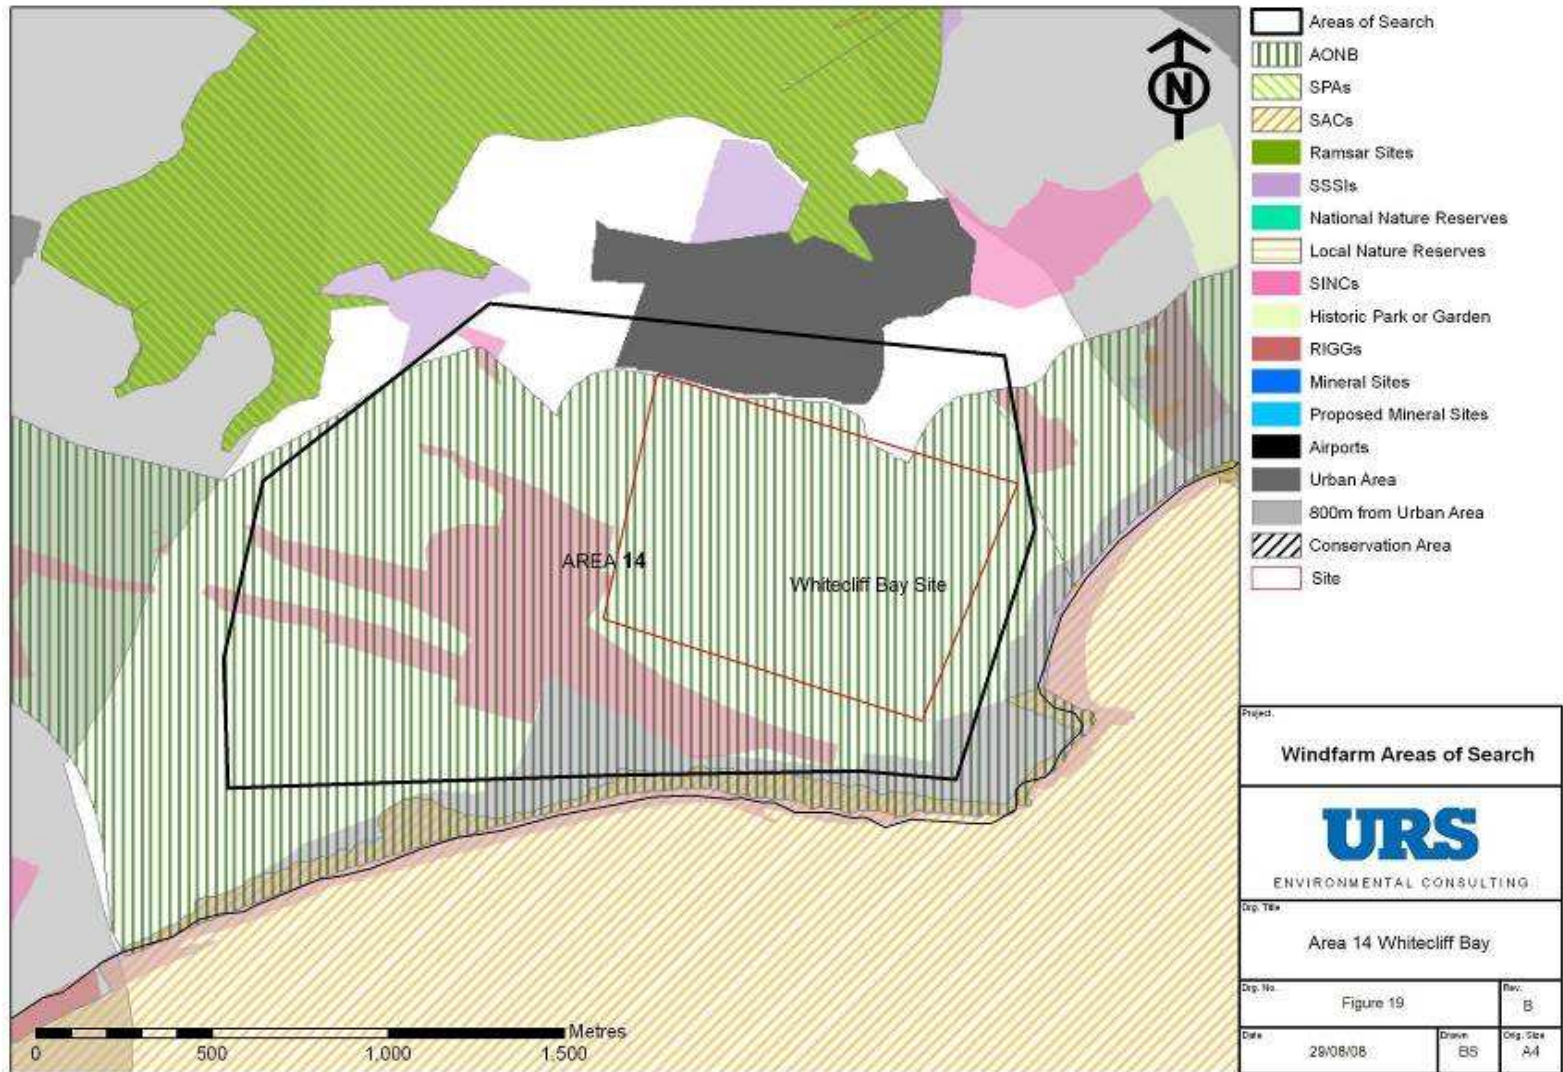 N
AREA 14
Whitecliff Bay Site
Metres
0 500 1,000 1,500
Areas of Search
AONB
SPAs
SACs
Ramsar Sites
SSSIs
National Nature Reserves
Local Nature Reserves
SINCs
Historic Park or Garden
RIGGs
Mineral Sites
Proposed Mineral Sites
Airports
Urban Area
800m from Urban Area
Conservation Area
Site
Project.
Windfarm Areas of Search
URS
ENVIRONMENTAL CONSULTING
Drg. Title
Area 14 Whitecliff Bay
Drg. No.
Figure 19
Rev.
B
Date
29/08/08
Drawn
BS
Orig. Size
A4